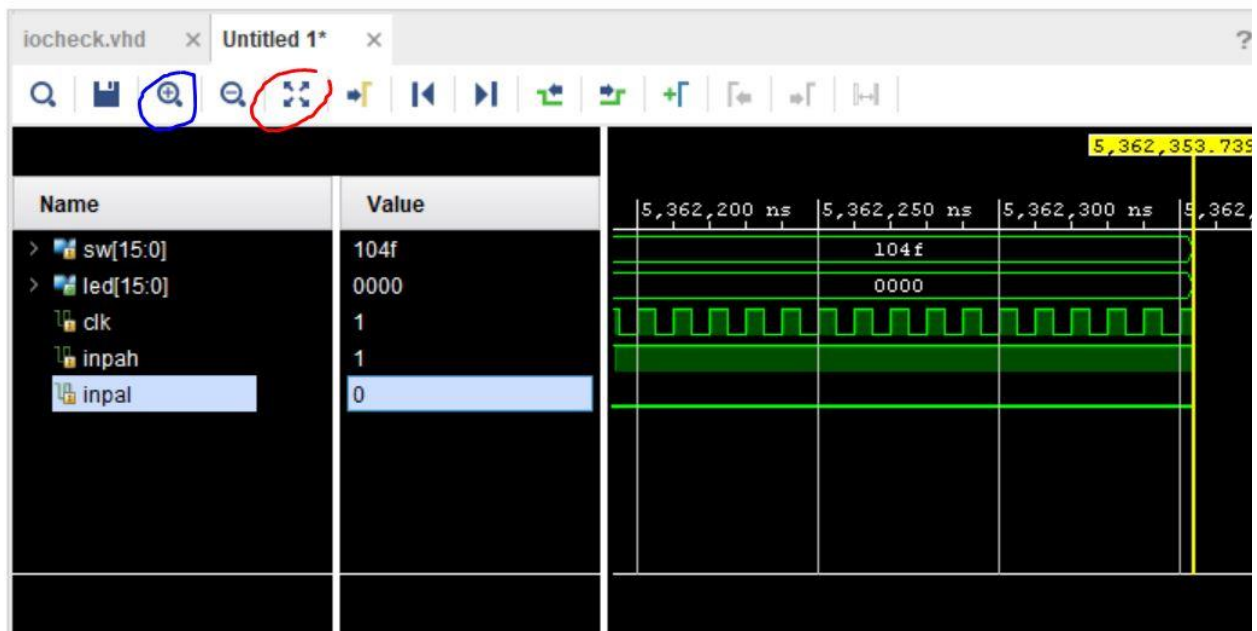 iocheck.vhd × Untitled 1* ×
?
5,362,353.739
Name Value
5,362,200 ns 5,362,250 ns 5,362,300 ns 5,362,
sw[15:0] 104f 104f
led[15:0] 0000 0000
clk 1
inpah 1
inpal 0